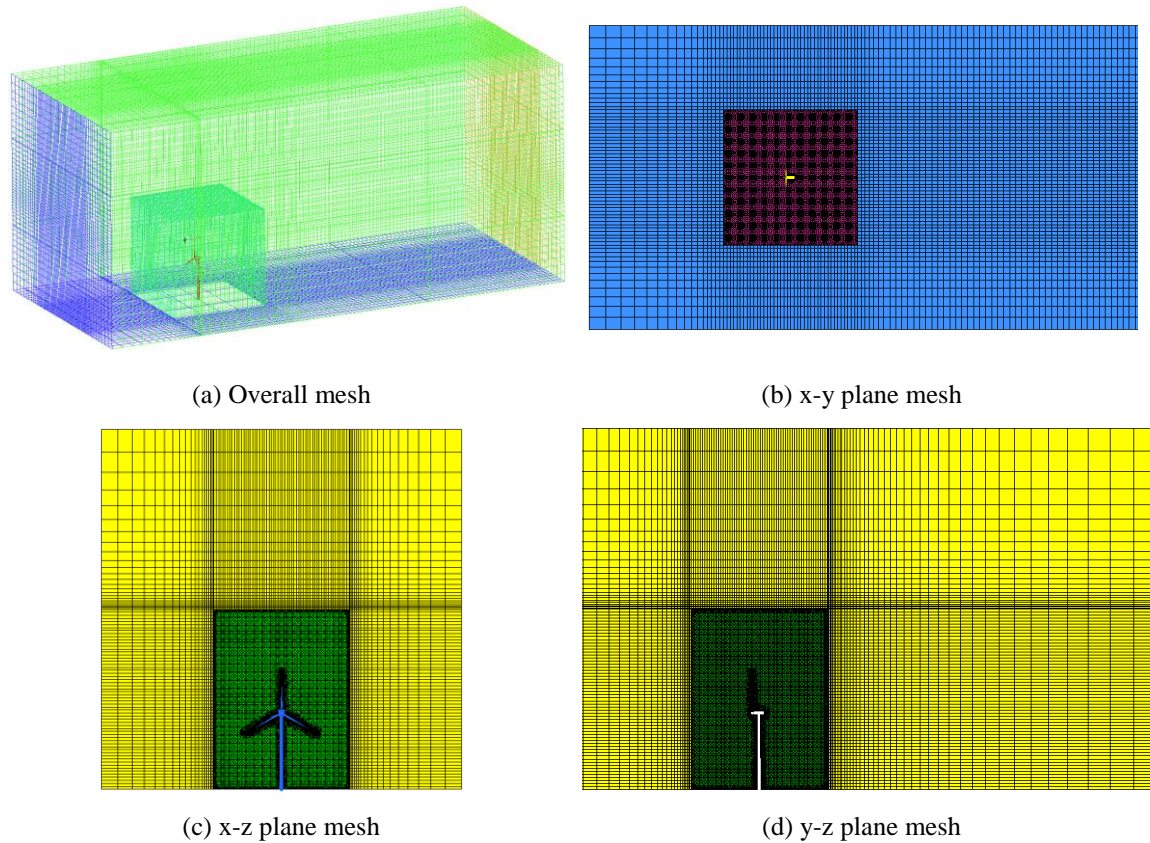 (a) Overall mesh
(b) x-y plane mesh
(c) x-z plane mesh
(d) y-z plane mesh